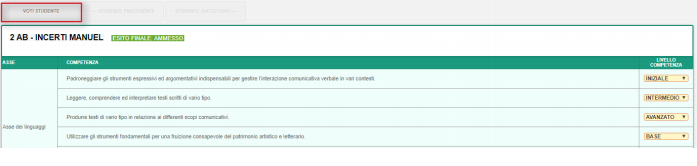 VOTI STUDENTE
2 AB - INCERTI MANUEL ESITO FINALE: AMMESSO
ASSE COMPETENZA LIVELLO COMPETENZA
Padroneggiare gli strumenti espressivi ed argomentativi indispensabili per gestire l'interazione comunicativa verbale in vari contesti. INIZIALE
Leggere, comprendere ed interpretare testi scritti di vario tipo. INTERMEDIO
Asse dei linguaggi
Produrre testi di vario tipo in relazione ai differenti scopi comunicativi. AVANZATO
Utilizzare gli strumenti fondamentali per una fruizione consapevole del patrimonio artistico e letterario. BASE